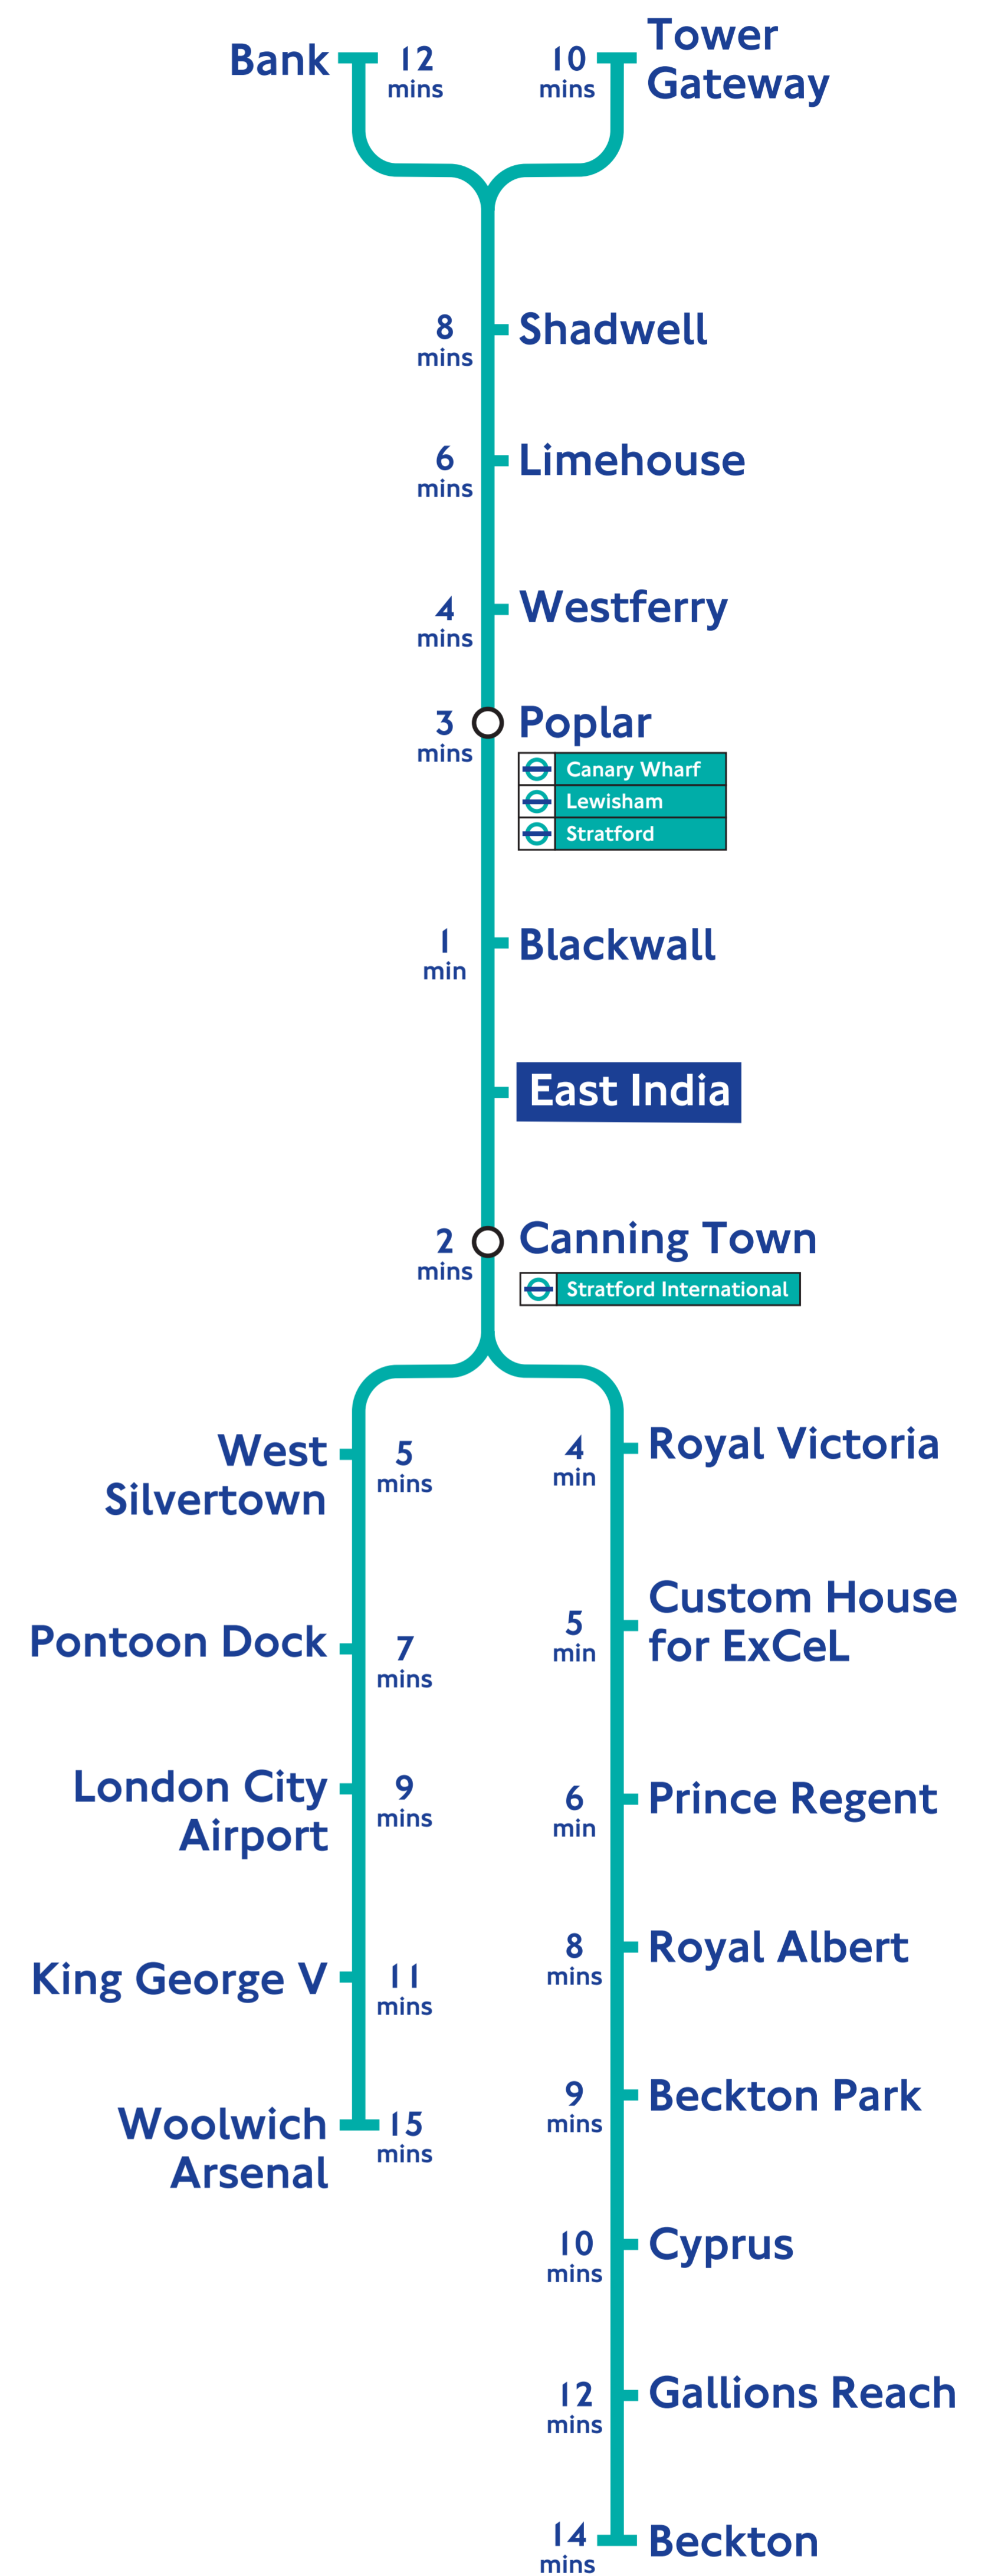 Bank
12
mins
10
mins
Tower
Gateway
8
mins
Shadwell
6
mins
Limehouse
4
mins
Westferry
3
mins
Poplar
Canary Wharf
Lewisham
Stratford
1
min
Blackwall
East India
2
mins
Canning Town
Stratford International
West
Silvertown
5
mins
Pontoon Dock
7
mins
London City
Airport
9
mins
King George V
11
mins
Woolwich
Arsenal
15
mins
4
min
Royal Victoria
5
min
Custom House
for ExCeL
6
min
Prince Regent
8
mins
Royal Albert
9
mins
Beckton Park
10
mins
Cyprus
12
mins
Gallions Reach
14
mins
Beckton